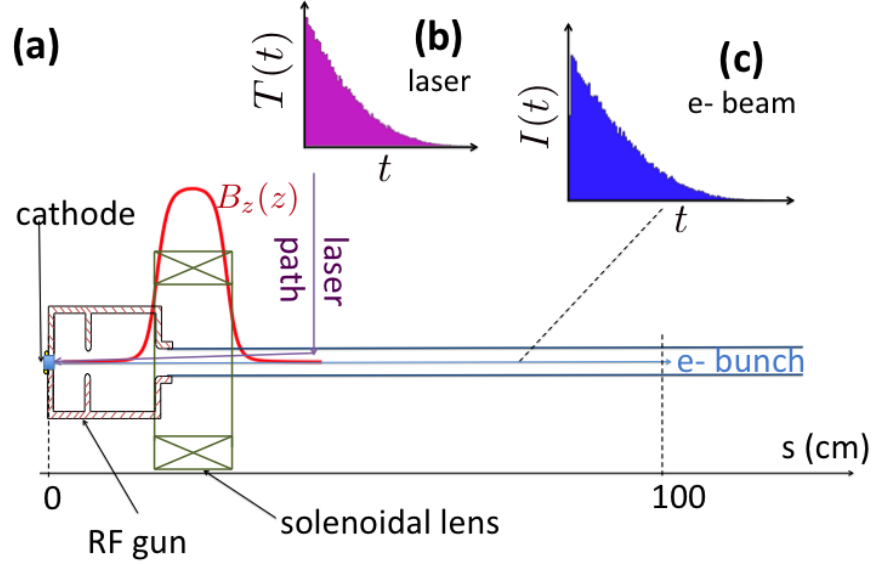 (a)
T(t)
(b)
laser
t
I(t)
(c)
e- beam
t
cathode
B_z(z)
laser
path
e- bunch
s (cm)
0
100
solenoidal lens
RF gun